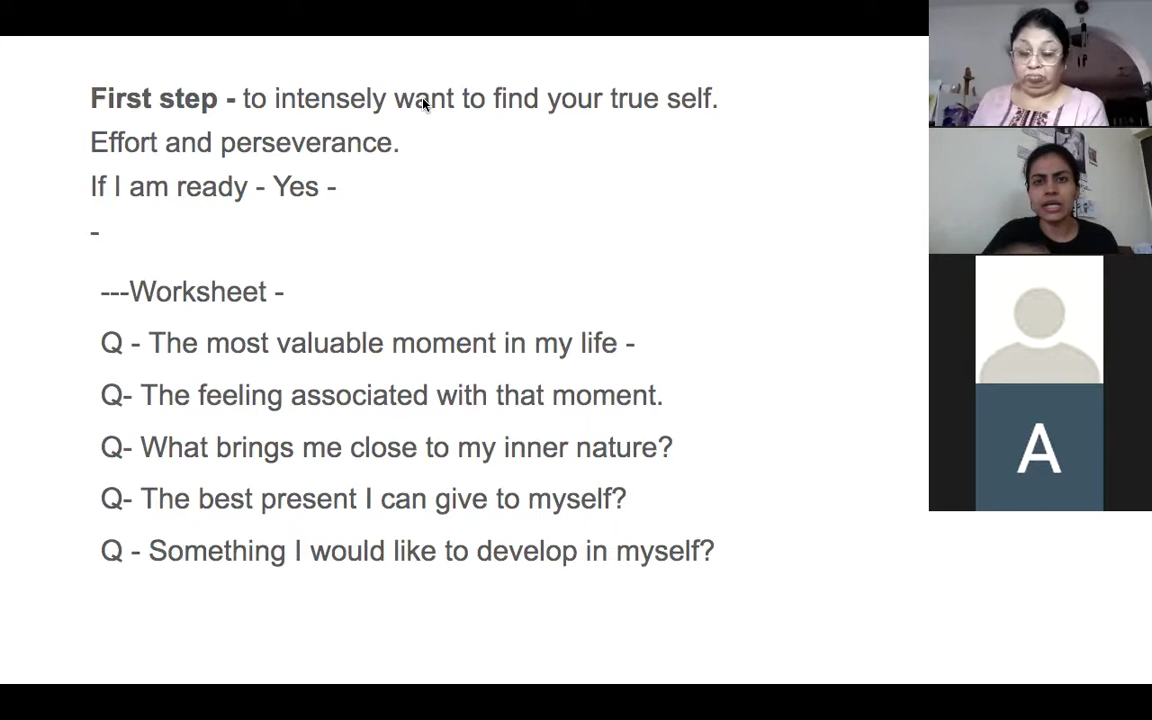 First step - to intensely want to find your true self.
Effort and perseverance.
If I am ready - Yes -
-
---Worksheet -
Q - The most valuable moment in my life -
Q- The feeling associated with that moment.
Q- What brings me close to my inner nature?
Q- The best present I can give to myself?
Q - Something I would like to develop in myself?
A